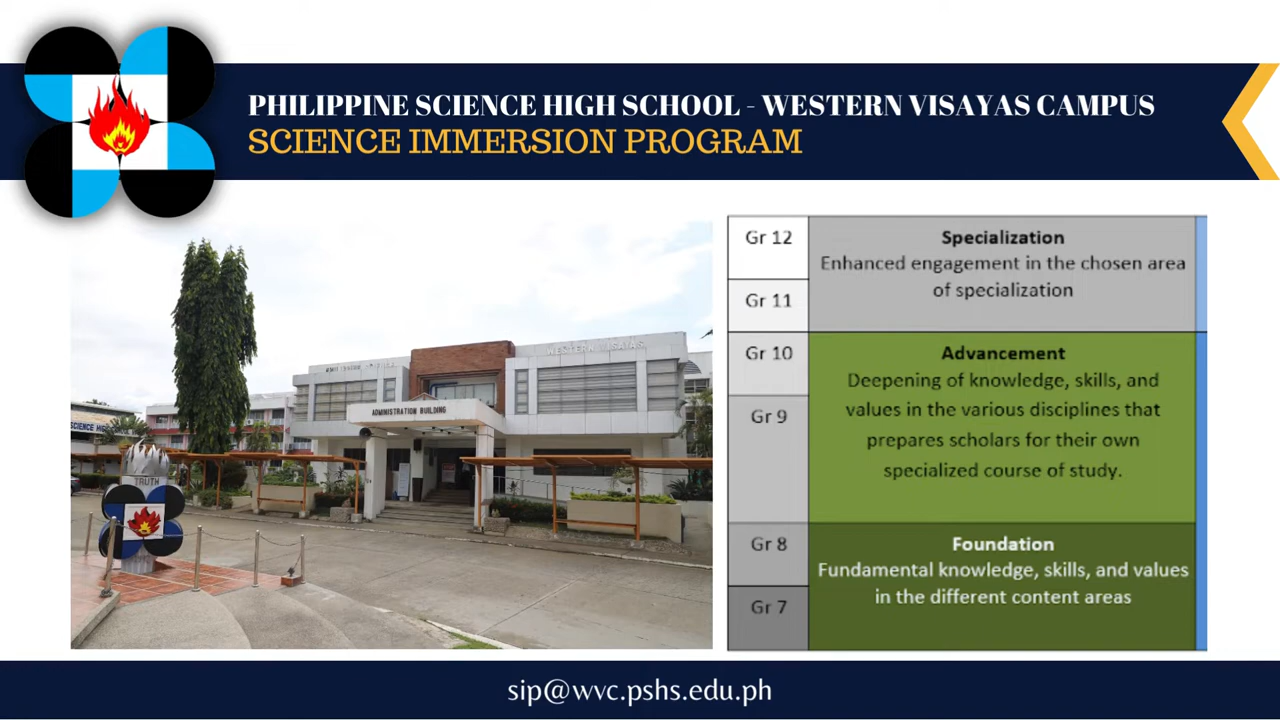 PHILIPPINE SCIENCE HIGH SCHOOL - WESTERN VISAYAS CAMPUS
SCIENCE IMMERSION PROGRAM
WESTERN VISAYAS
ADMINISTRATION BUILDING
SCIENCE HIGH
TRUTH
Gr 12
Specialization
Enhanced engagement in the chosen area
of specialization
Gr 11
Gr 10
Advancement
Deepening of knowledge, skills, and
values in the various disciplines that
prepares scholars for their own
specialized course of study.
Gr 9
Gr 8
Foundation
Fundamental knowledge, skills, and values
in the different content areas
Gr 7
sip@wvc.pshs.edu.ph